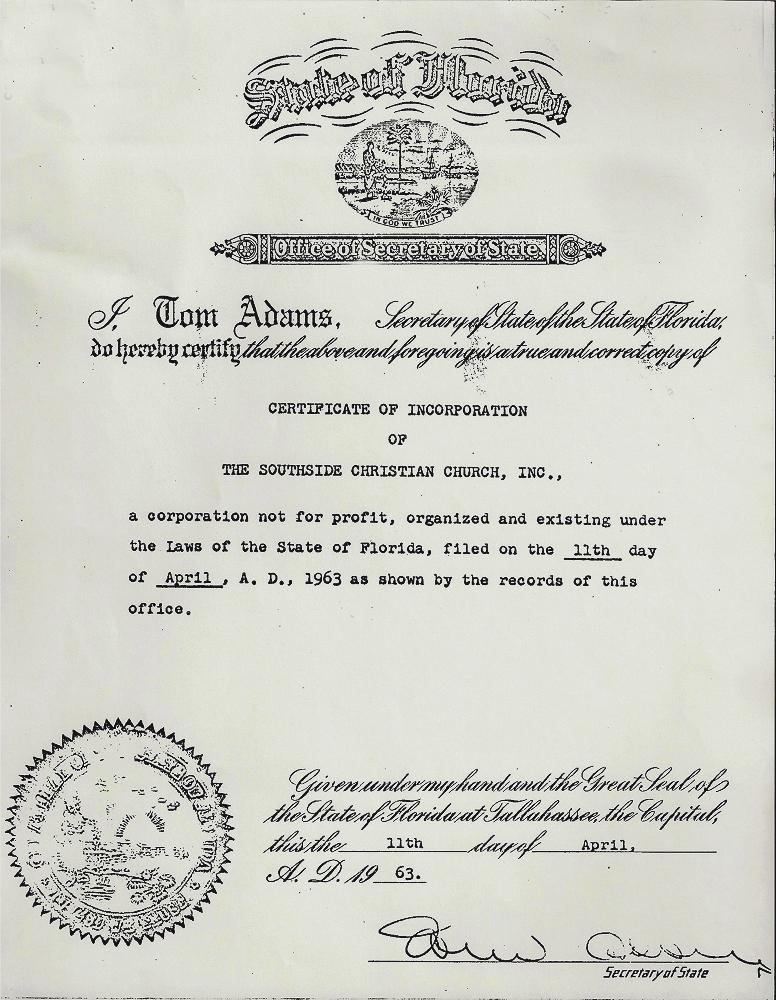 State of Florida
IN GOD WE TRUST
Office of Secretary of State
I, Tom Adams, Secretary of State of the State of Florida,
do hereby certify that the above and foregoing is a true and correct copy of
CERTIFICATE OF INCORPORATION
OF
THE SOUTHSIDE CHRISTIAN CHURCH, INC.,
a corporation not for profit, organized and existing under
the Laws of the State of Florida, filed on the 11th day
of April, A. D., 1963 as shown by the records of this
office.
Given under my hand and the Great Seal of
the State of Florida at Tallahassee, the Capital,
this the 11th day of April,
A. D. 19 63.
Secretary of State